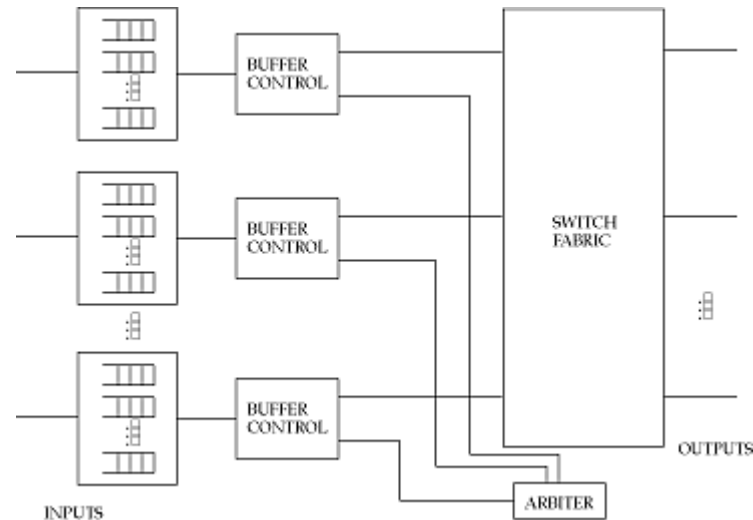 BUFFER
CONTROL
BUFFER
CONTROL
SWITCH
FABRIC
BUFFER
CONTROL
OUTPUTS
ARBITER
INPUTS